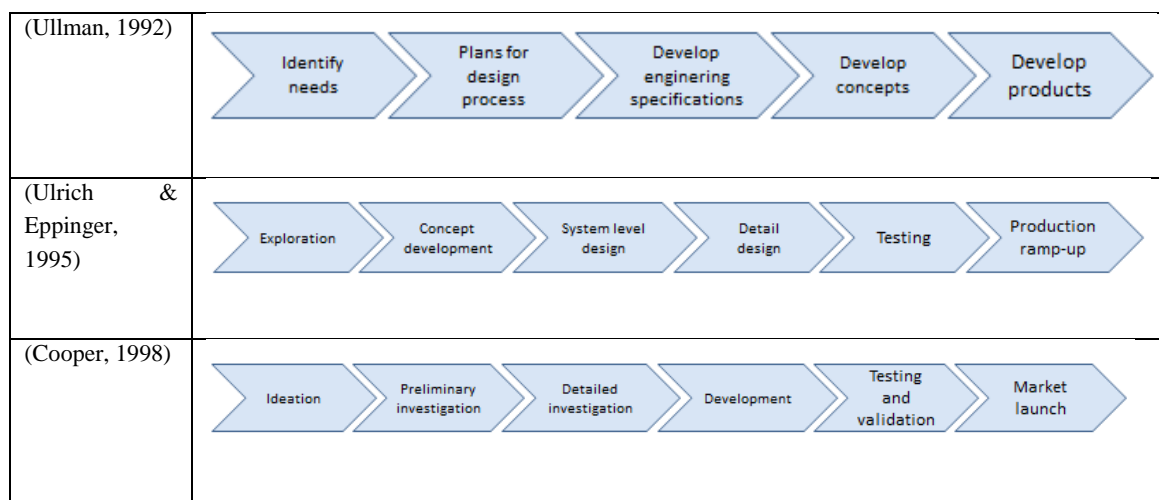 (Ullman, 1992)
Identify
needs
Plans for
design
process
Develop
enginering
specifications
Develop
concepts
Develop
products
(Ulrich &
Eppinger,
1995)
Exploration
Concept
development
System level
design
Detail
design
Testing
Production
ramp-up
(Cooper, 1998)
Ideation
Preliminary
investigation
Detailed
investigation
Development
Testing
and
validation
Market
launch